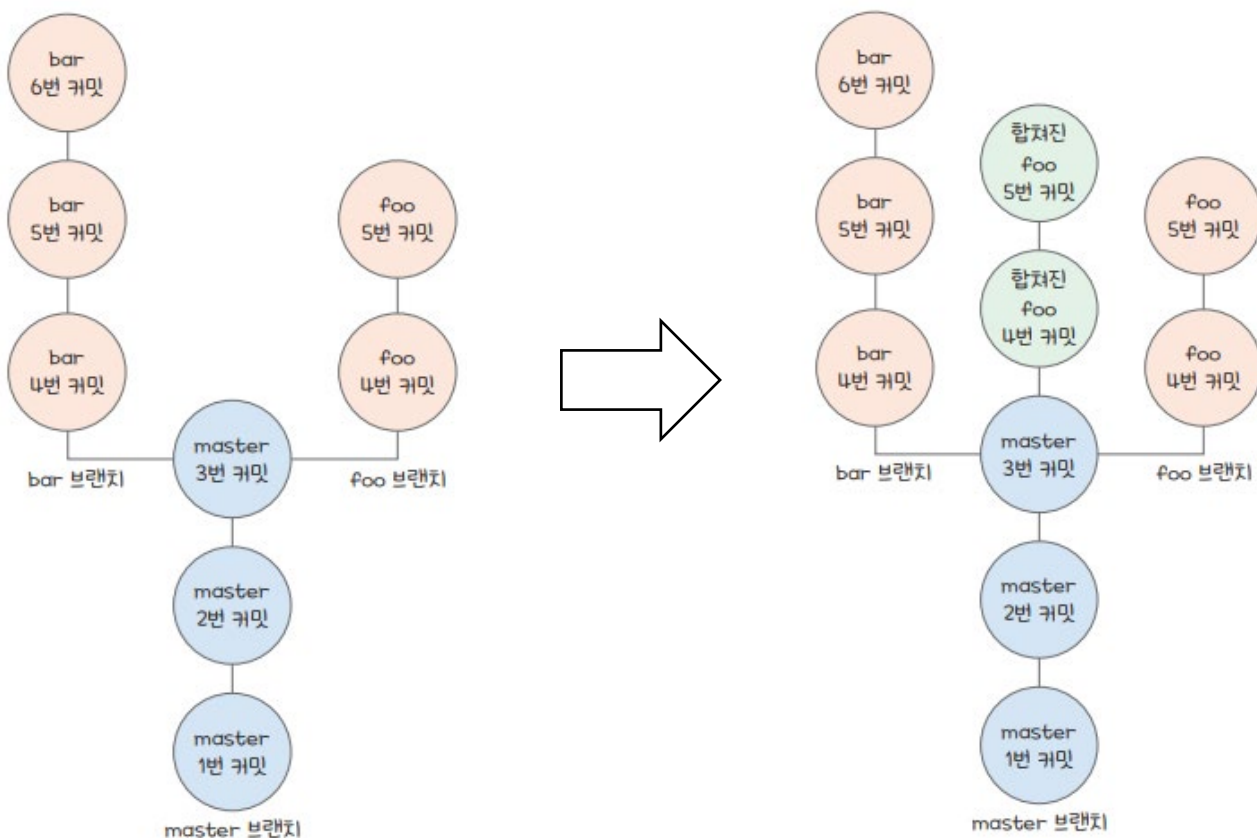 bar
6번 커밋
bar
5번 커밋
foo
5번 커밋
bar
4번 커밋
foo
4번 커밋
master
3번 커밋
bar 브랜치
foo 브랜치
master
2번 커밋
master
1번 커밋
master 브랜치
bar
6번 커밋
합쳐진
foo
5번 커밋
bar
5번 커밋
foo
5번 커밋
합쳐진
foo
4번 커밋
bar
4번 커밋
foo
4번 커밋
master
3번 커밋
bar 브랜치
foo 브랜치
master
2번 커밋
master
1번 커밋
master 브랜치